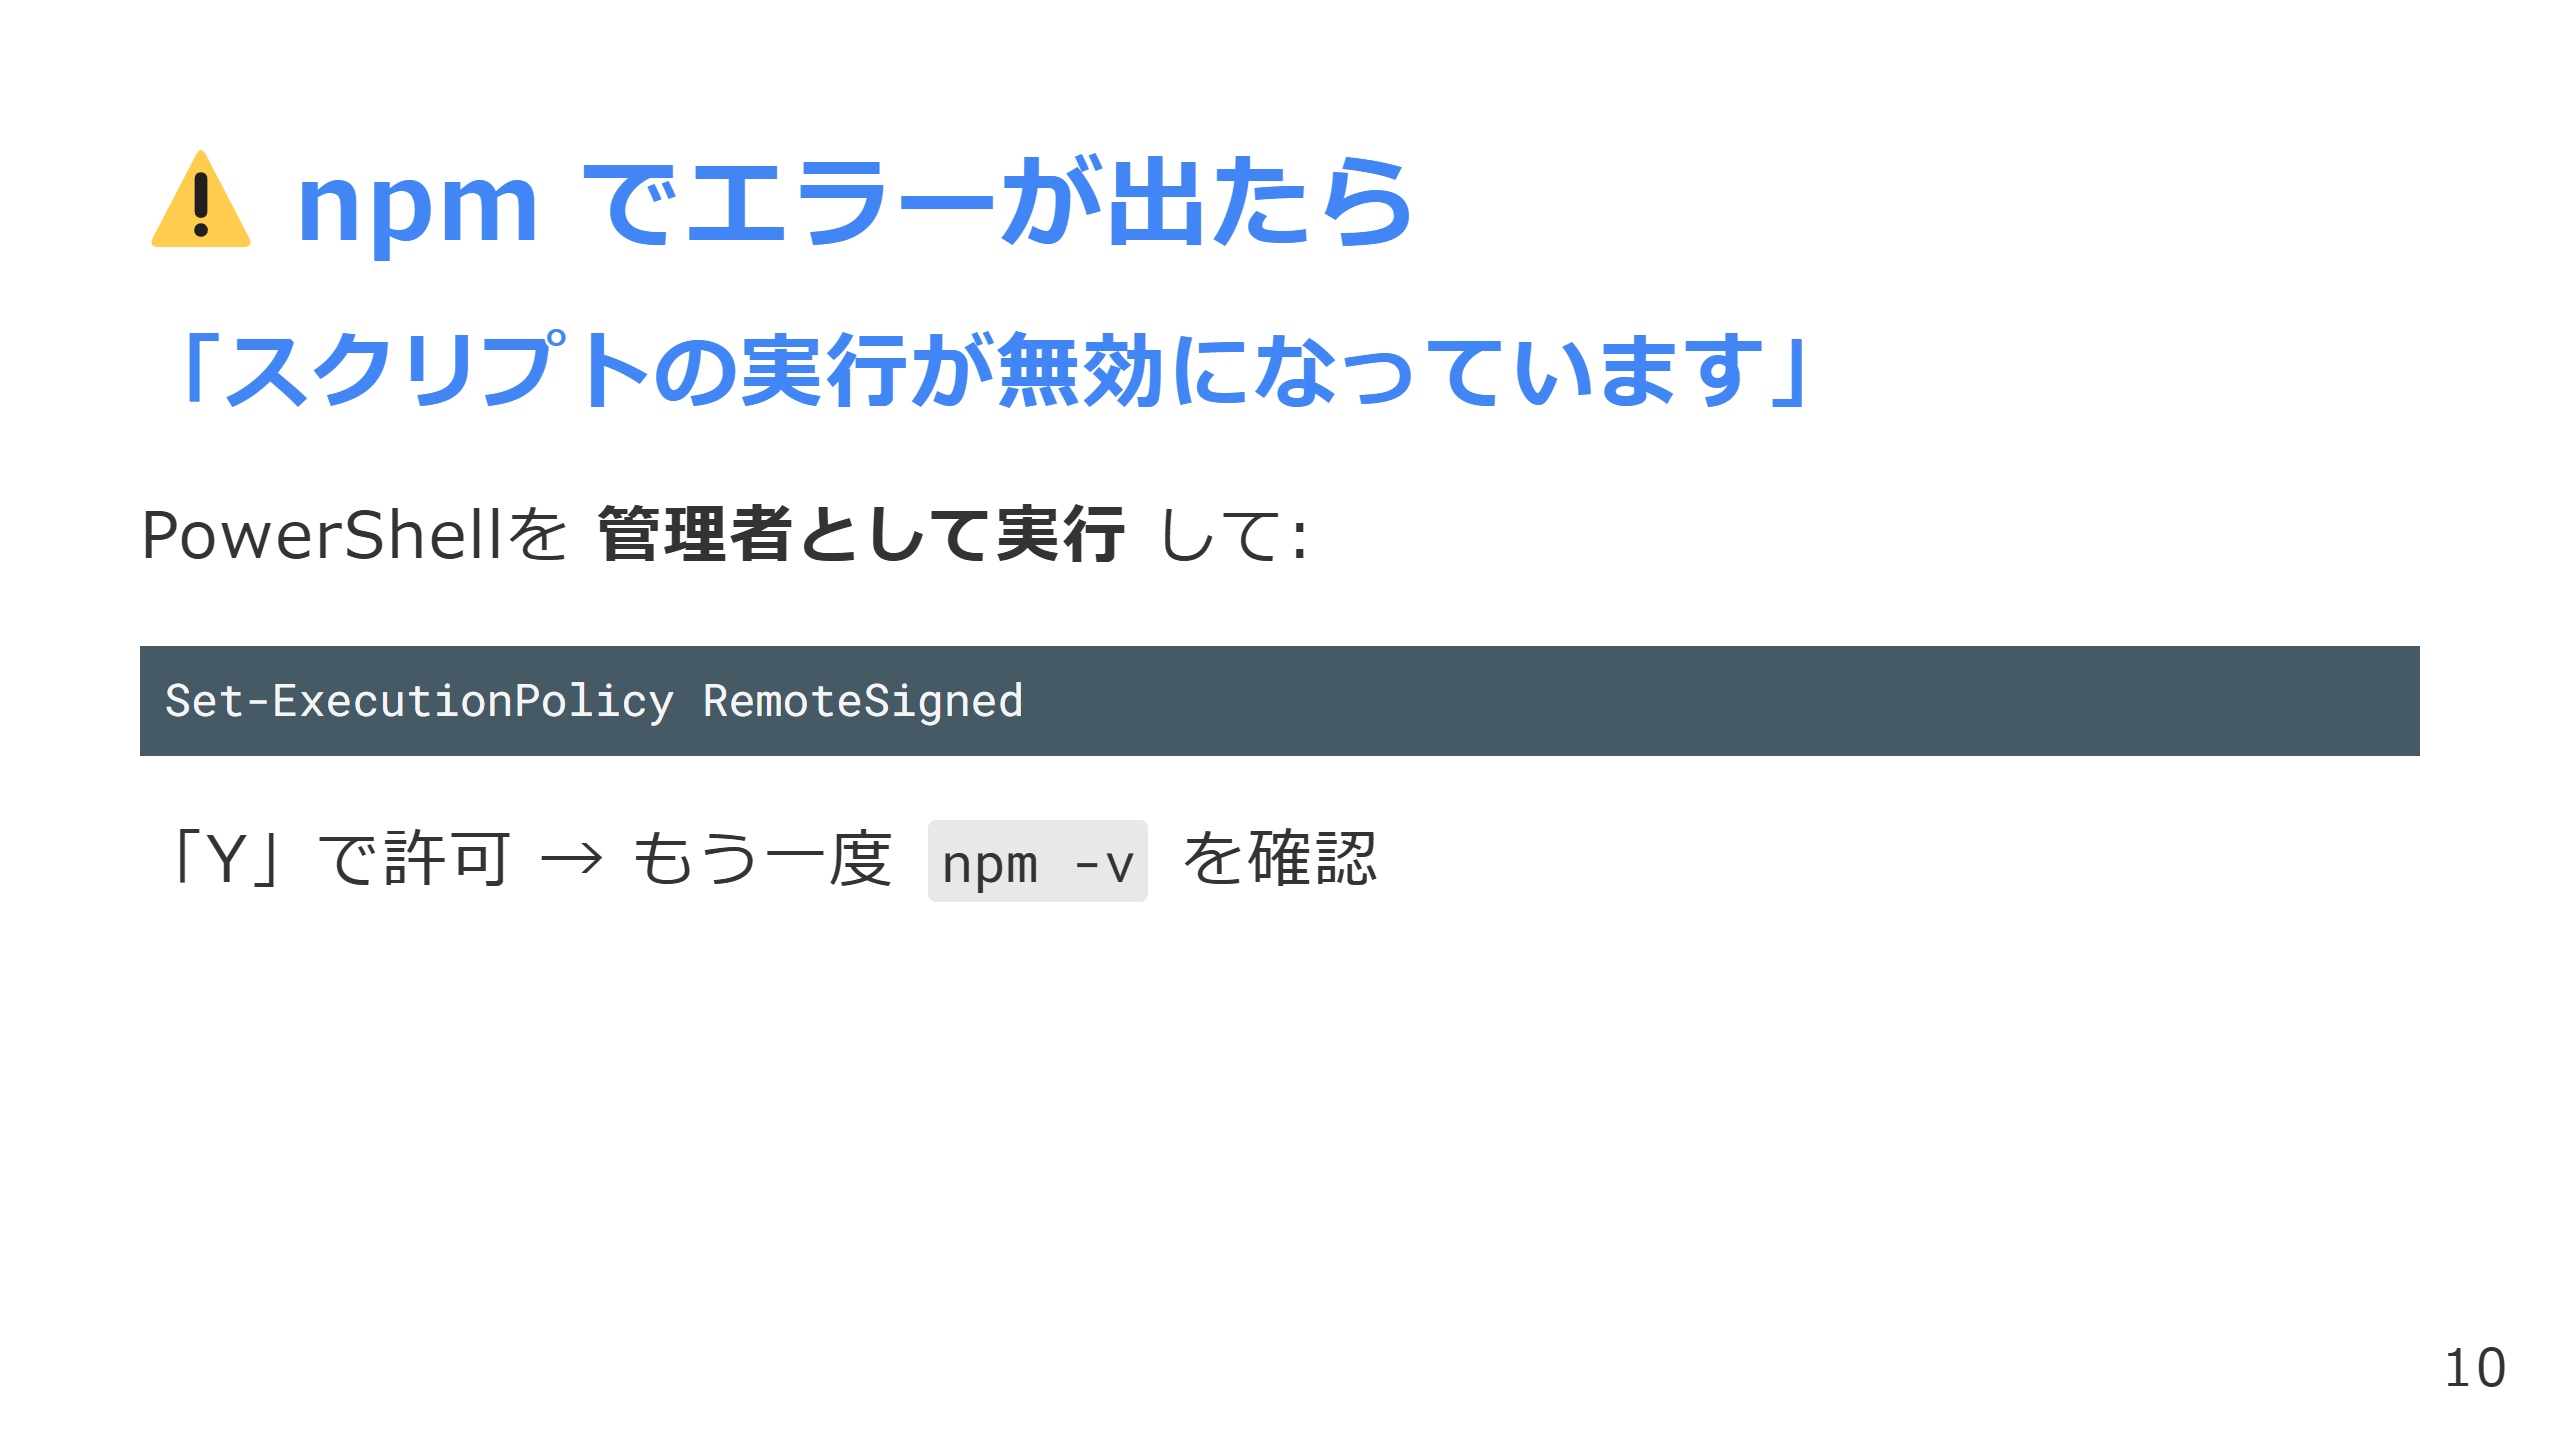 ⚠️ npm でエラーが出たら
「スクリプトの実行が無効になっています」
PowerShellを 管理者として実行 して:
Set-ExecutionPolicy RemoteSigned
「Y」で許可 → もう一度 npm -v を確認
10